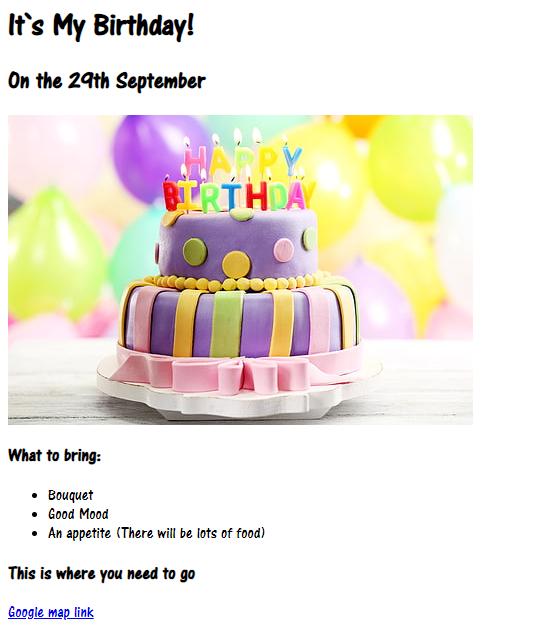 It`s My Birthday!
On the 29th September
HAPPY
BIRTHDAY
What to bring:
Bouquet
Good Mood
An appetite (There will be lots of food)
This is where you need to go
Google map link